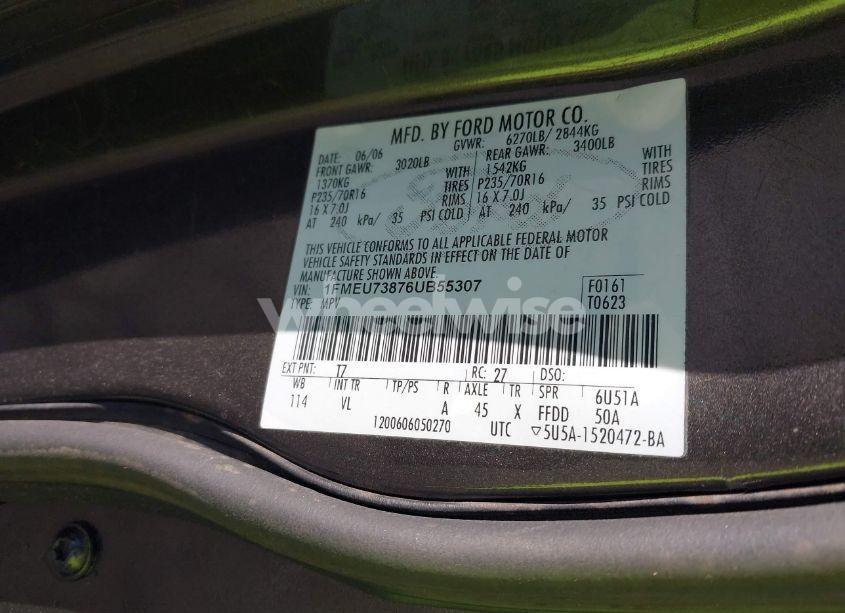 MFD. BY FORD MOTOR CO.
DATE: 06/06 GVWR: 6270LB/ 2844KG
FRONT GAWR: 3020LB REAR GAWR: 3400LB
1370KG WITH 1542KG WITH
P235/70R16 TIRES P235/70R16 TIRES
16 X 7.0J RIMS 16 X 7.0J RIMS
AT 240 kPa/ 35 PSI COLD AT 240 kPa/ 35 PSI COLD
THIS VEHICLE CONFORMS TO ALL APPLICABLE FEDERAL MOTOR
VEHICLE SAFETY STANDARDS IN EFFECT ON THE DATE OF
MANUFACTURE SHOWN ABOVE.
VIN: 1FMEU73876UB55307 F0161
TYPE: MPV T0623
wheelwise
EXT PNT: T7 RC: 27 DSO:
WB INT TR TP/PS R AXLE TR SPR 6U51A
114 VL A 45 X FFDD 50A
120060605027O UTC ▽5U5A-1520472-BA